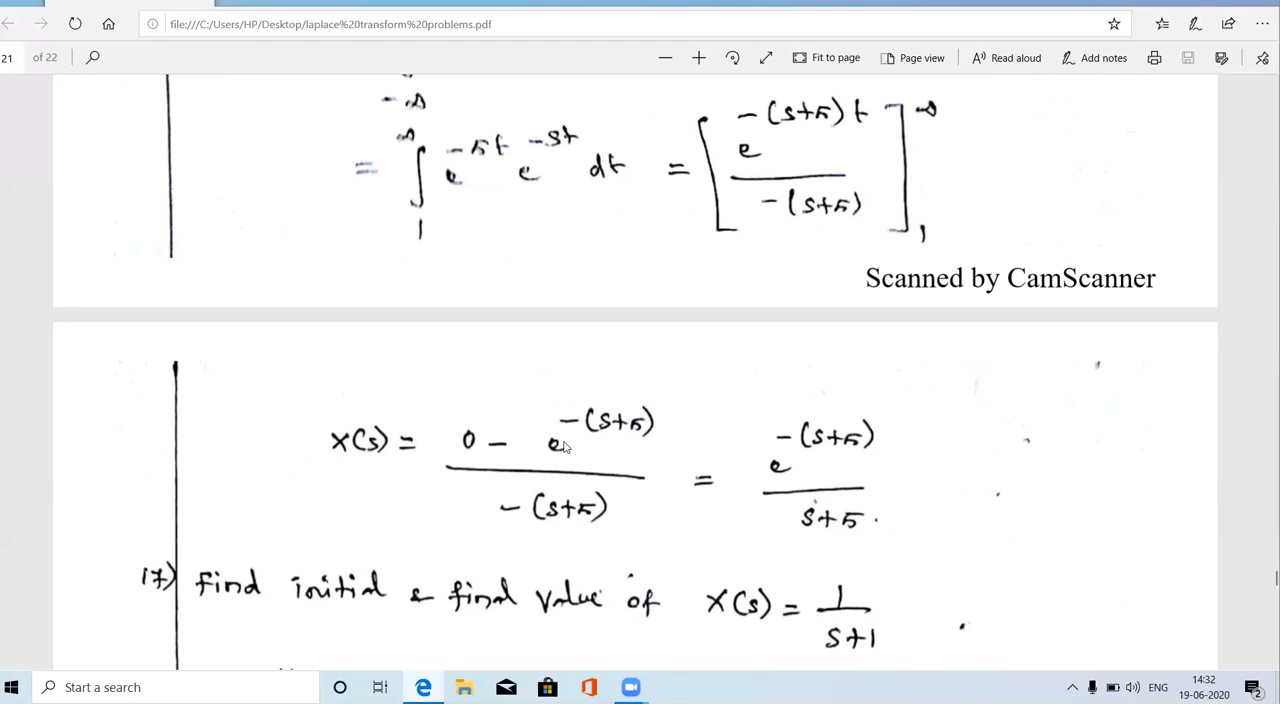 file:///C:/Users/HP/Desktop/laplace%20transform%20problems.pdf
21 of 22
Fit to page
Page view
Read aloud
Add notes
- ∞
= ∫₁^∞ e^{-5t} e^{-st} dt = [ e^{-(s+5)t} / -(s+5) ]₁^∞
Scanned by CamScanner
X(s) = 0 - e^{-(s+5)} / -(s+5) = e^{-(s+5)} / s+5 .
17) Find initial & final value of X(s) = 1 / s+1 .
Start a search
ENG
14:32
19-06-2020
2